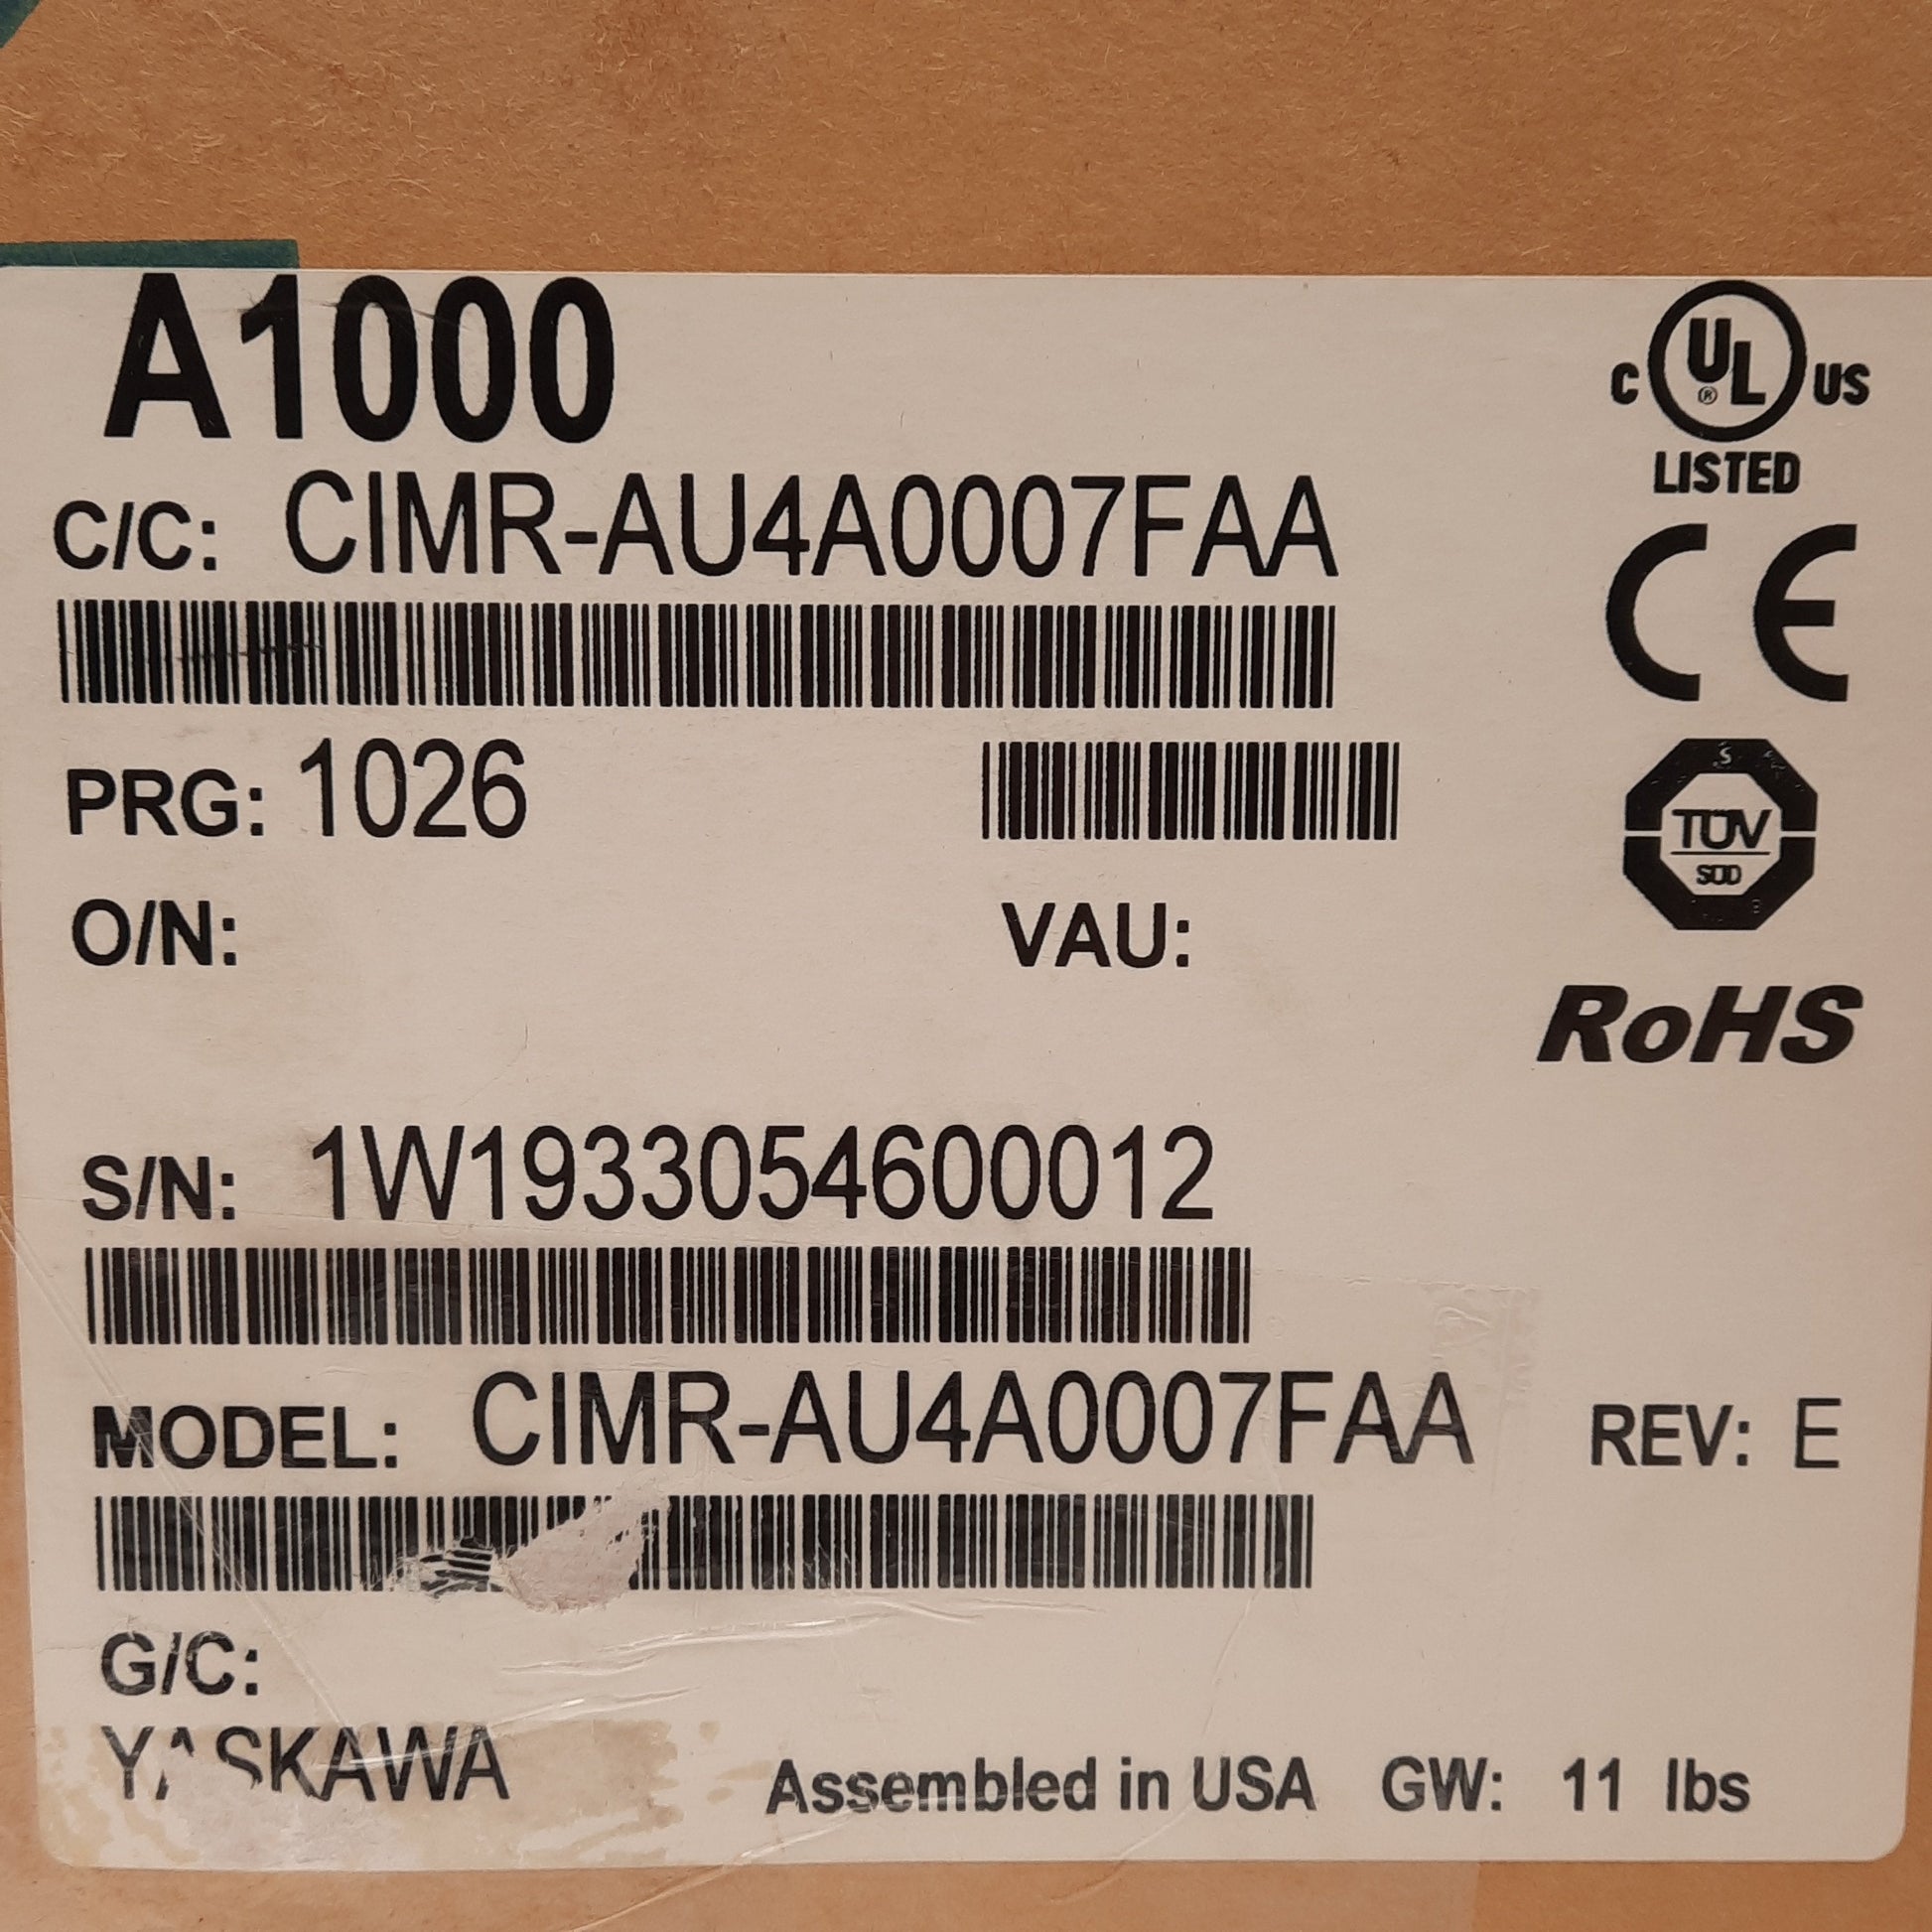 A1000
C UL ® US
LISTED
C/C: CIMR-AU4A0007FAA
CE
PRG: 1026
TÜV
SÜD
O/N: VAU:
RoHS
S/N: 1W1933054600012
MODEL: CIMR-AU4A0007FAA REV: E
G/C:
YASKAWA Assembled in USA GW: 11 lbs